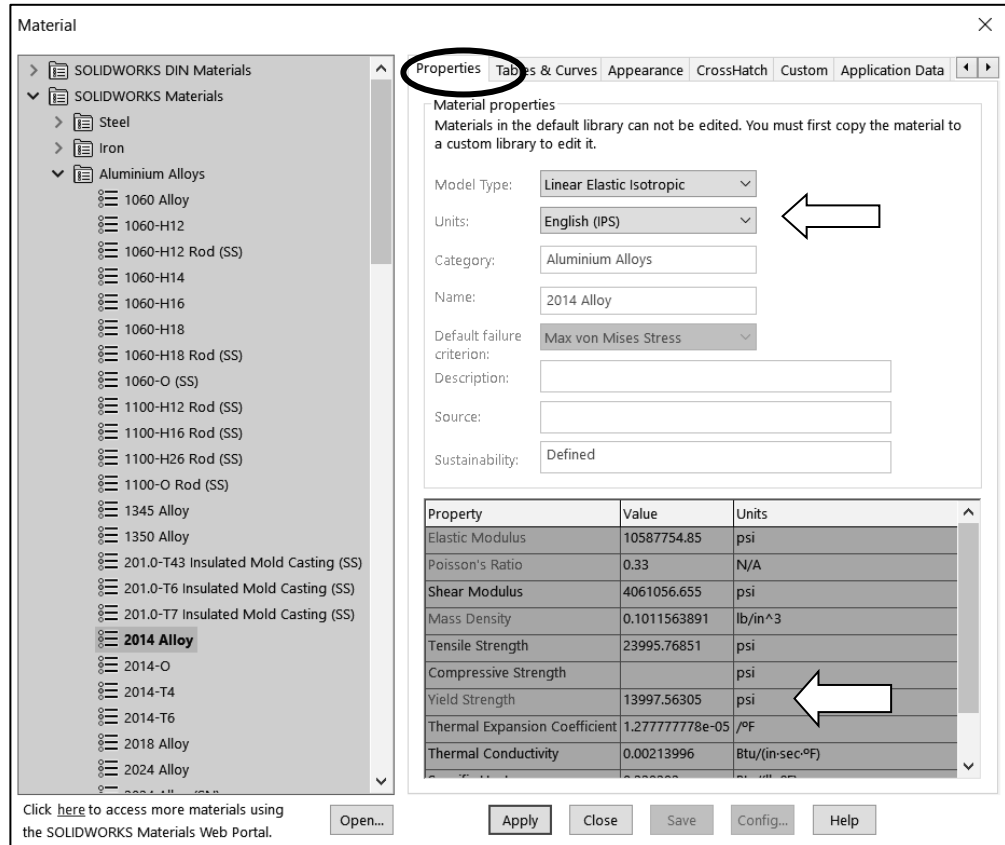 Material
SOLIDWORKS DIN Materials
SOLIDWORKS Materials
Steel
Iron
Aluminium Alloys
1060 Alloy
1060-H12
1060-H12 Rod (SS)
1060-H14
1060-H16
1060-H18
1060-H18 Rod (SS)
1060-O (SS)
1100-H12 Rod (SS)
1100-H16 Rod (SS)
1100-H26 Rod (SS)
1100-O Rod (SS)
1345 Alloy
1350 Alloy
201.0-T43 Insulated Mold Casting (SS)
201.0-T6 Insulated Mold Casting (SS)
201.0-T7 Insulated Mold Casting (SS)
2014 Alloy
2014-O
2014-T4
2014-T6
2018 Alloy
2024 Alloy
Click here to access more materials using
the SOLIDWORKS Materials Web Portal.
Open...
Properties Tables & Curves Appearance CrossHatch Custom Application Data
Material properties
Materials in the default library can not be edited. You must first copy the material to
a custom library to edit it.
Model Type: Linear Elastic Isotropic
Units: English (IPS)
Category: Aluminium Alloys
Name: 2014 Alloy
Default failure
criterion: Max von Mises Stress
Description:
Source:
Sustainability: Defined
Property Value Units
Elastic Modulus 10587754.85 psi
Poisson's Ratio 0.33 N/A
Shear Modulus 4061056.655 psi
Mass Density 0.1011563891 lb/in^3
Tensile Strength 23995.76851 psi
Compressive Strength psi
Yield Strength 13997.56305 psi
Thermal Expansion Coefficient 1.277777778e-05 /ºF
Thermal Conductivity 0.00213996 Btu/(in·sec·ºF)
Apply Close Save Config... Help